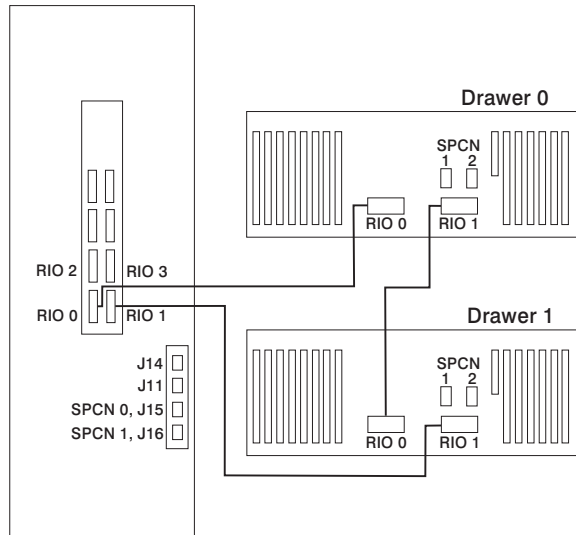 Drawer 0
SPCN
1 2
RIO 0 RIO 1
RIO 2 RIO 3
RIO 0 RIO 1
Drawer 1
SPCN
1 2
J14
J11
SPCN 0, J15
SPCN 1, J16
RIO 0 RIO 1